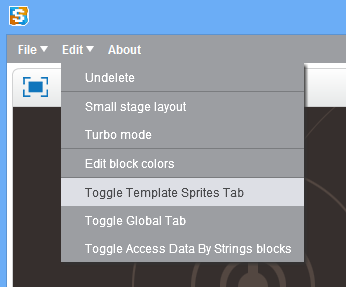 File Edit About
Undelete
Small stage layout
Turbo mode
Edit block colors
Toggle Template Sprites Tab
Toggle Global Tab
Toggle Access Data By Strings blocks